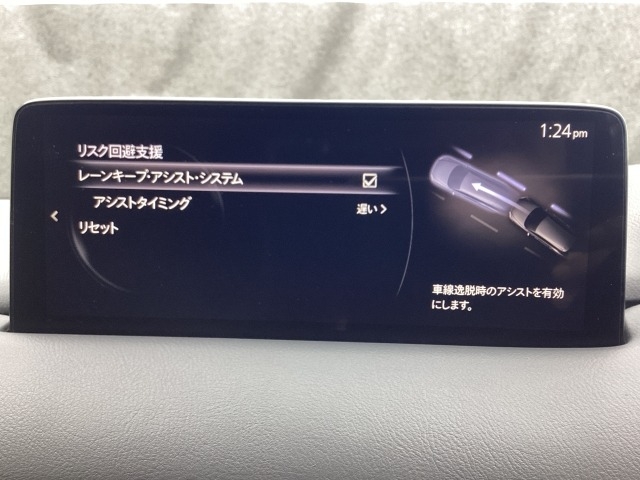 1:24pm
リスク回避支援
レーンキープ・アシスト・システム
アシストタイミング 遅い
リセット
車線逸脱時のアシストを有効
にします。